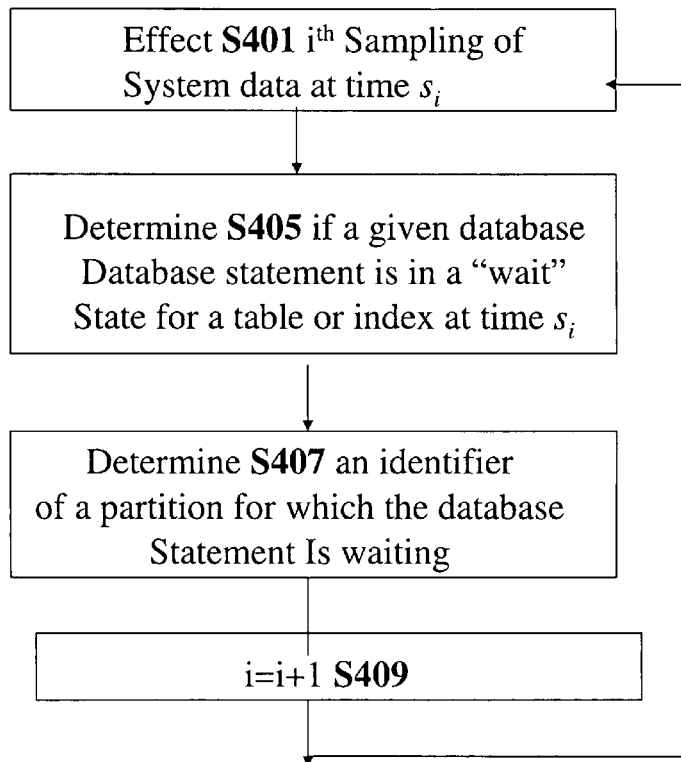 Effect S401 iᵗʰ Sampling of
System data at time sᵢ
Determine S405 if a given database
Database statement is in a “wait”
State for a table or index at time sᵢ
Determine S407 an identifier
of a partition for which the database
Statement Is waiting
i=i+1 S409